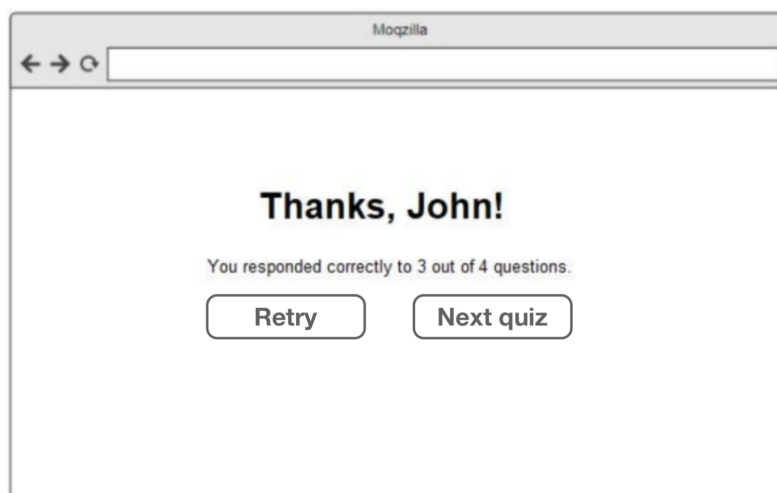 Moqzilla
Thanks, John!
You responded correctly to 3 out of 4 questions.
Retry
Next quiz